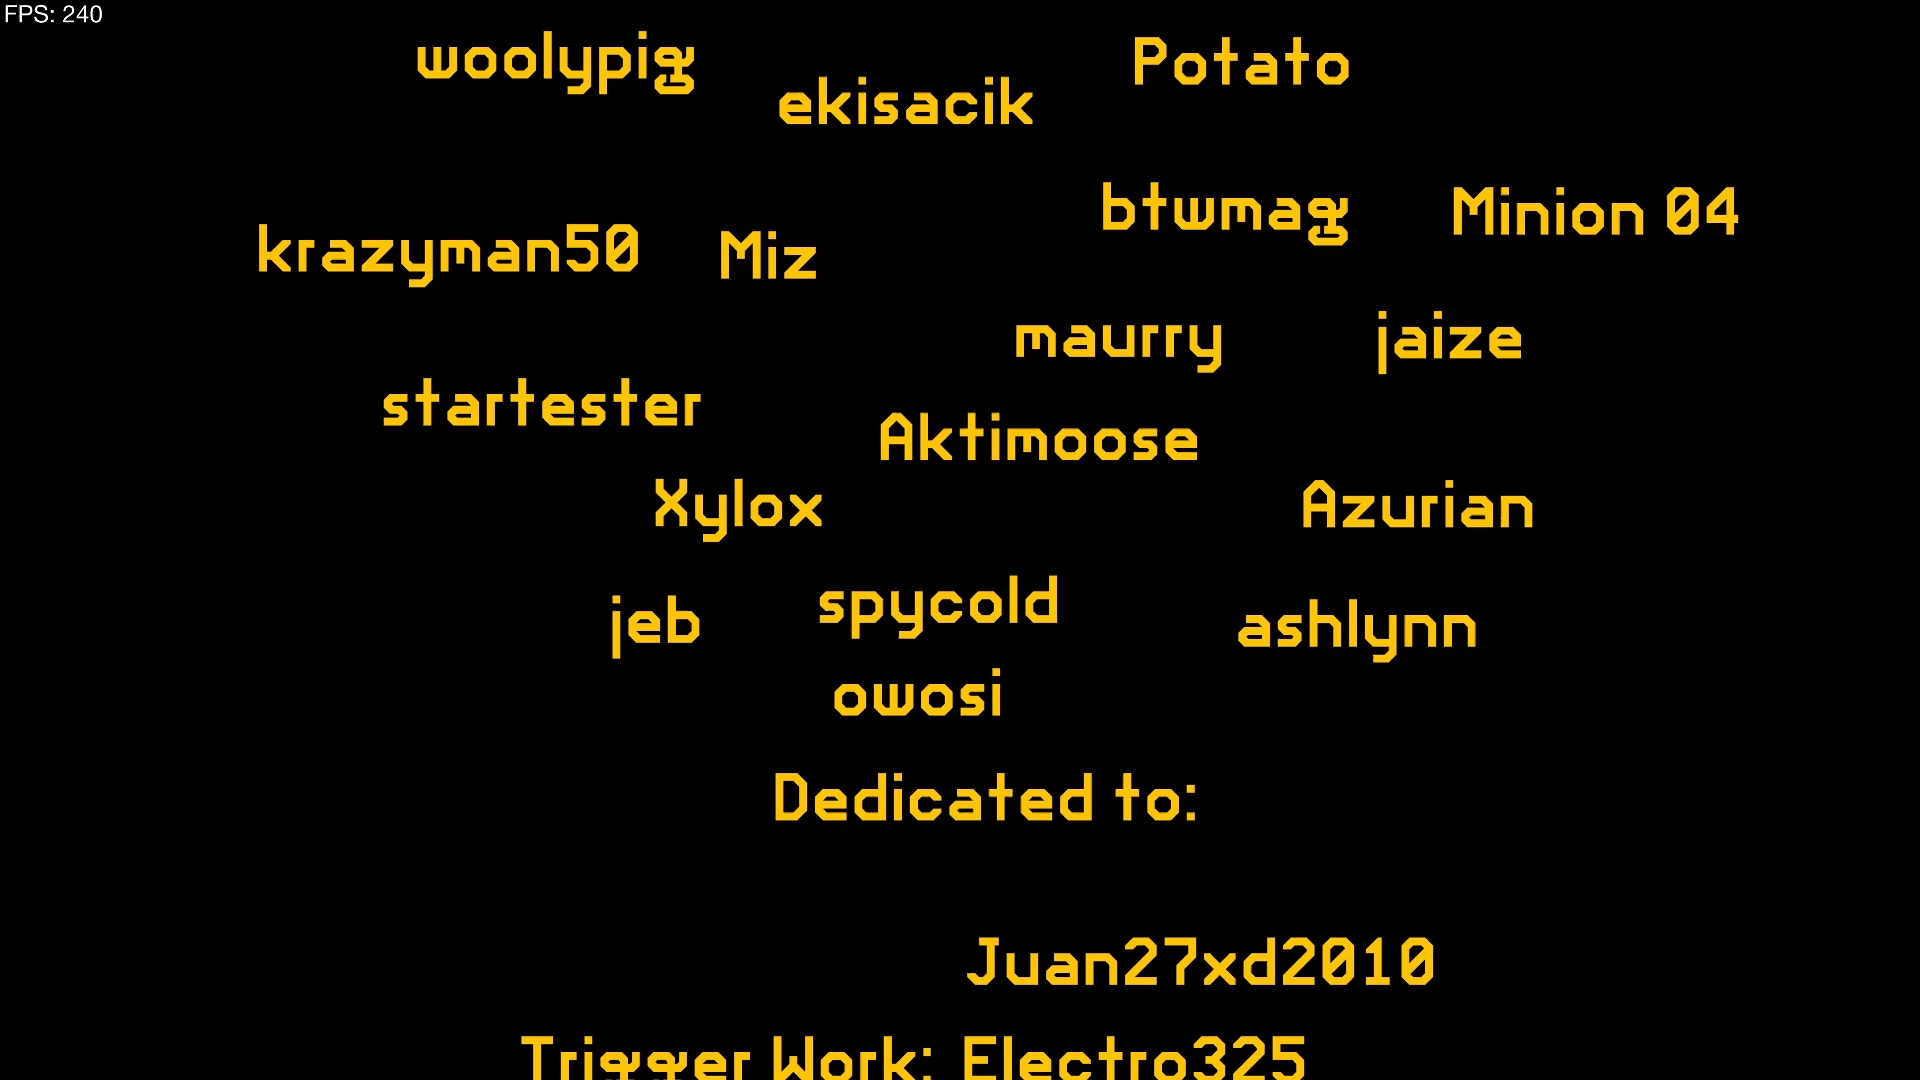 FPS: 240
woolypig
Potato
ekisacik
btwmag
Minion 04
krazyman50
Miz
maurry
jaize
startester
Aktimoose
Xylox
Azurian
jeb
spycold
ashlynn
owosi
Dedicated to:
Juan27xd2010
Trigger Work: Electro325